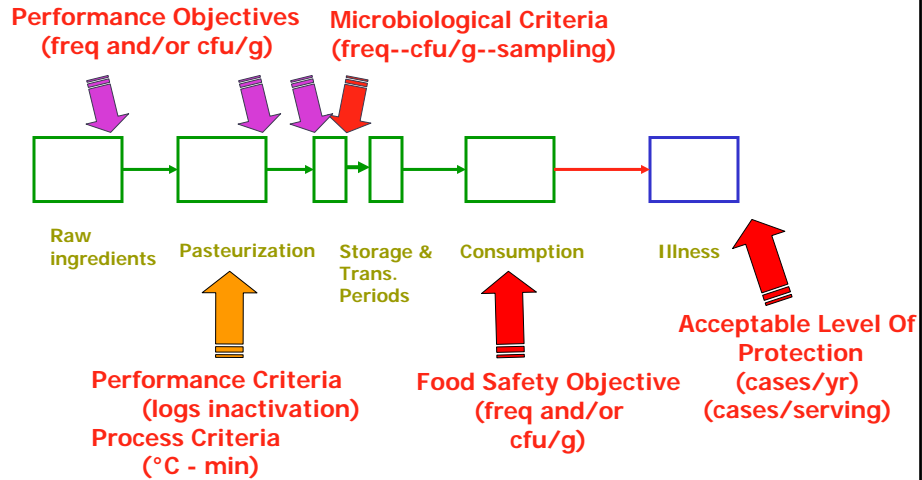 Performance Objectives
(freq and/or cfu/g)
Microbiological Criteria
(freq--cfu/g--sampling)
Raw
ingredients
Pasteurization
Storage &
Trans.
Periods
Consumption
Illness
Performance Criteria
(logs inactivation)
Process Criteria
(°C - min)
Food Safety Objective
(freq and/or
cfu/g)
Acceptable Level Of
Protection
(cases/yr)
(cases/serving)